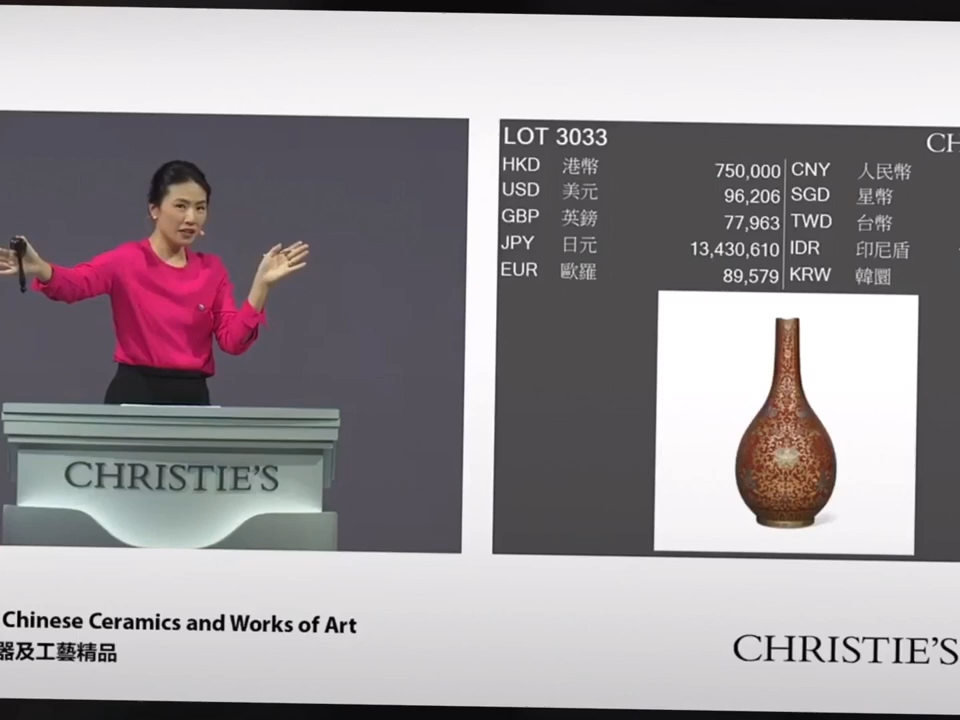 CHRISTIE'S
LOT 3033
CH
HKD 港幣 750,000 CNY 人民幣
USD 美元 96,206 SGD 星幣
GBP 英鎊 77,963 TWD 台幣
JPY 日元 13,430,610 IDR 印尼盾
EUR 歐羅 89,579 KRW 韓圜
Chinese Ceramics and Works of Art
器及工藝精品
CHRISTIE'S